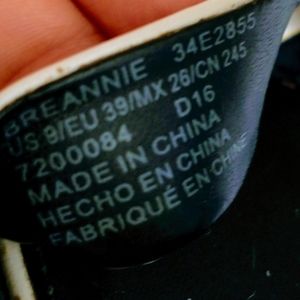 BREANNIE 34E2855
US 9/EU 39/MX 26/CN 245
7200084 D16
MADE IN CHINA
HECHO EN CHINA
FABRIQUÉ EN CHINE